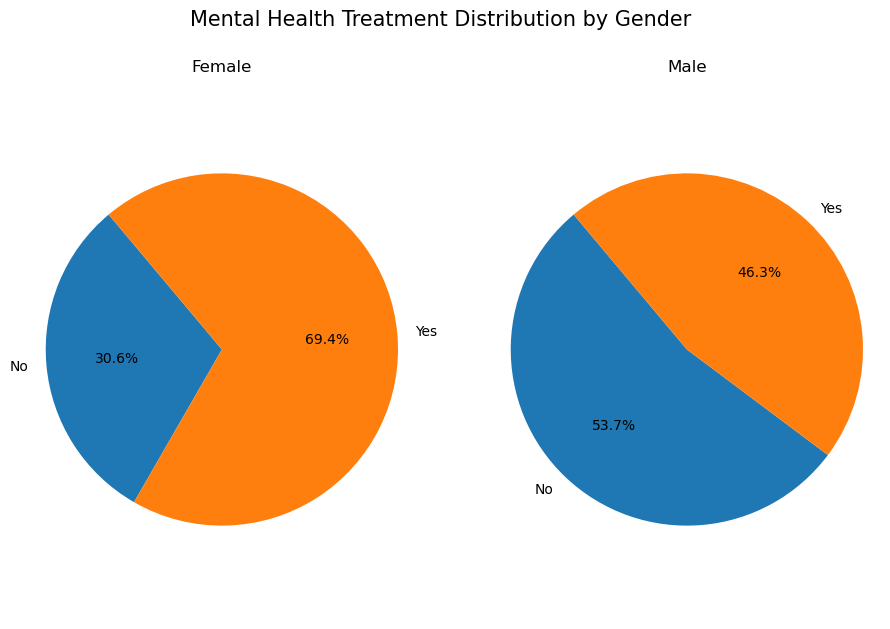 Mental Health Treatment Distribution by Gender
Female
Yes
69.4%
No
30.6%
Male
Yes
46.3%
No
53.7%